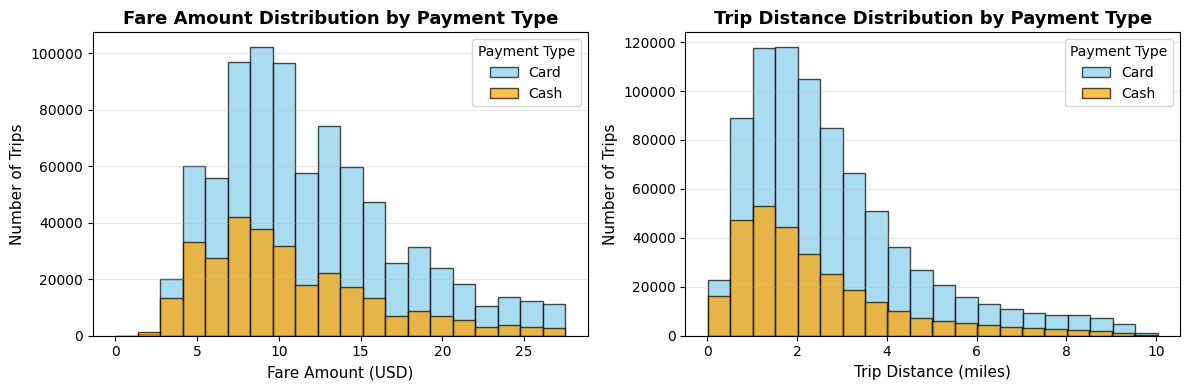 Fare Amount Distribution by Payment Type
100000
80000
60000
40000
20000
0
Number of Trips
Payment Type
Card
Cash
0 5 10 15 20 25
Fare Amount (USD)
Trip Distance Distribution by Payment Type
120000
100000
80000
60000
40000
20000
0
Number of Trips
Payment Type
Card
Cash
0 2 4 6 8 10
Trip Distance (miles)